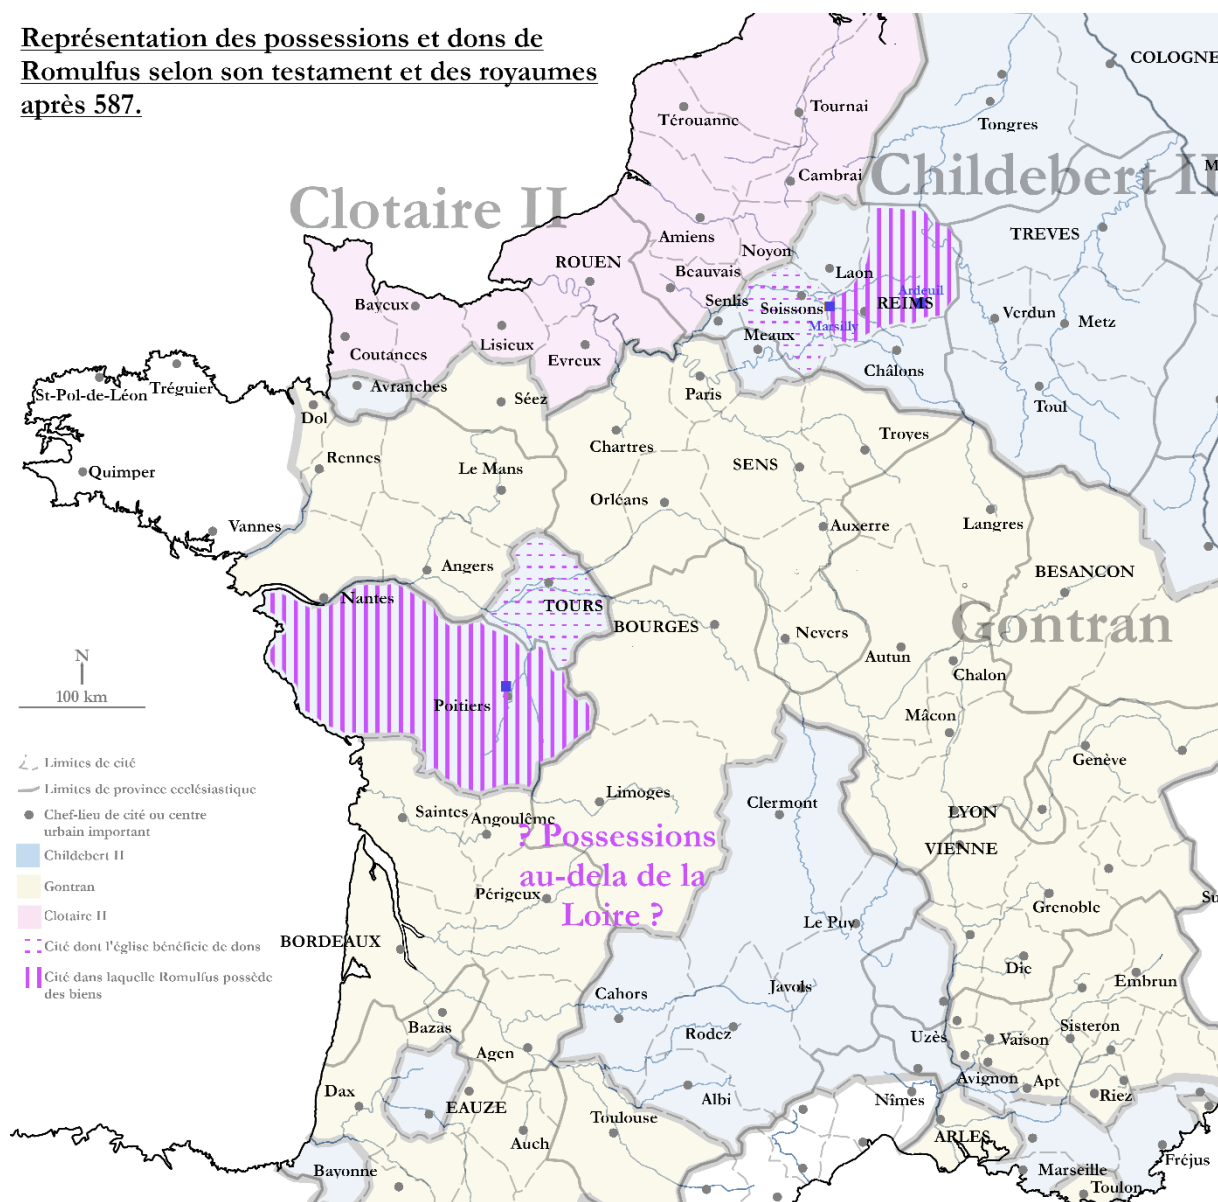 Représentation des possessions et dons de
Romulfus selon son testament et des royaumes
après 587.
COLOGNE
Tournai
Térouanne
Tongres
Cambrai
Childebert II
M
Clotaire II
Amiens
Noyon
TREVES
ROUEN
Beauvais
Laon
Senlis
Ardeuil
Bayeux
Soissons
REIMS
Verdun
Metz
Marsilly
Meaux
Lisieux
Coutances
Evreux
Châlons
Tréguier
Avranches
St-Pol-de-Léon
Paris
Séez
Toul
Dol
Troyes
Chartres
Rennes
Le Mans
SENS
Quimper
Orléans
Vannes
Auxerre
Langres
Angers
BESANCON
Nantes
TOURS
BOURGES
Nevers
Gontran
Autun
Chalon
N
100 km
Poitiers
Mâcon
Limites de cité
Genève
Limites de province ecclésiastique
Limoges
Clermont
Chef-lieu de cité ou centre
urbain important
Saintes
Angoulême
LYON
? Possessions
au-dela de la
Loire ?
VIENNE
Childebert II
Gontran
Périgueux
Grenoble
Su
Clotaire II
Le Puy
BORDEAUX
Cité dont l'église bénéficie de dons
Die
Cité dans laquelle Romulfus possède
des biens
Embrun
Cahors
Javols
Bazas
Rodez
Uzès
Vaison
Sisteron
Agen
Avignon
Apt
Dax
Riez
EAUZE
Albi
Nîmes
Toulouse
Auch
ARLES
Bayonne
Marseille
Fréjus
Toulon